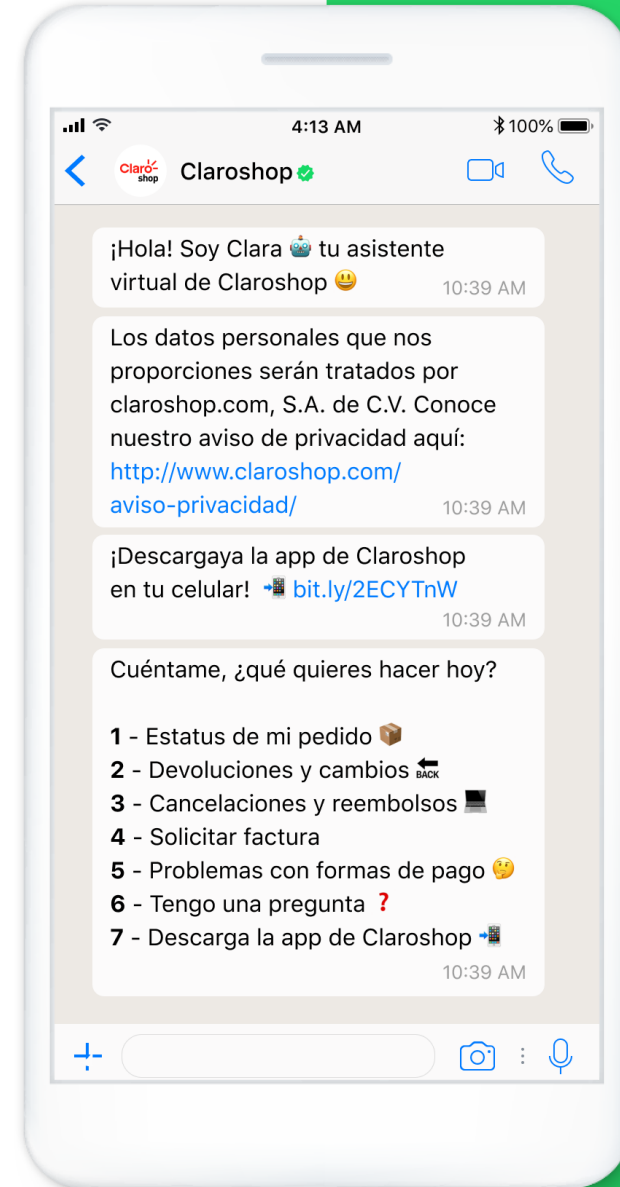 4:13 AM
100%
Claro-
shop
Claroshop
¡Hola! Soy Clara 🤖 tu asistente
virtual de Claroshop 😃
10:39 AM
Los datos personales que nos
proporciones serán tratados por
claroshop.com, S.A. de C.V. Conoce
nuestro aviso de privacidad aquí:
http://www.claroshop.com/
aviso-privacidad/
10:39 AM
¡Descargaya la app de Claroshop
en tu celular! 📲 bit.ly/2ECYTnW
10:39 AM
Cuéntame, ¿qué quieres hacer hoy?
1 - Estatus de mi pedido 📦
2 - Devoluciones y cambios 🔙
3 - Cancelaciones y reembolsos 💻
4 - Solicitar factura
5 - Problemas con formas de pago 🤔
6 - Tengo una pregunta ❓
7 - Descarga la app de Claroshop 📲
10:39 AM